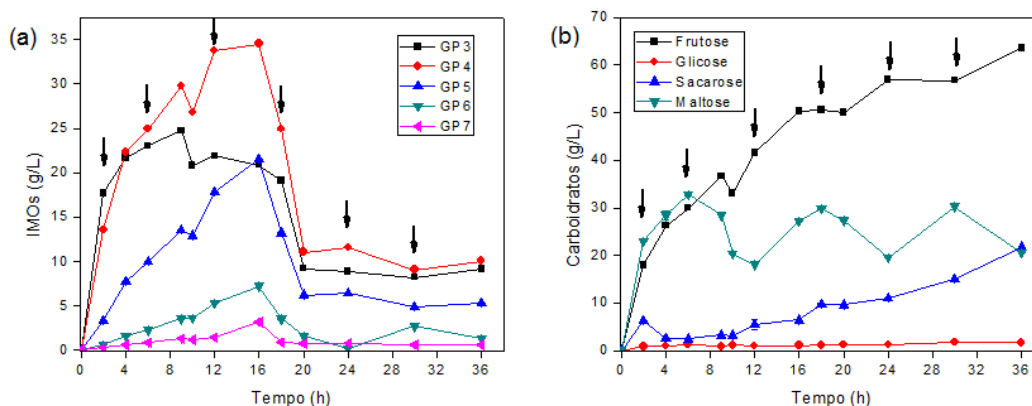 (a)
IMOs (g/L)
35
30
25
20
15
10
5
0
0 4 8 12 16 20 24 28 32 36
Tempo (h)
GP 3
GP 4
GP 5
GP 6
GP 7
(b)
Carboidratos (g/L)
70
60
50
40
30
20
10
0
0 4 8 12 16 20 24 28 32 36
Tempo (h)
Frutose
Glicose
Sacarose
Maltose